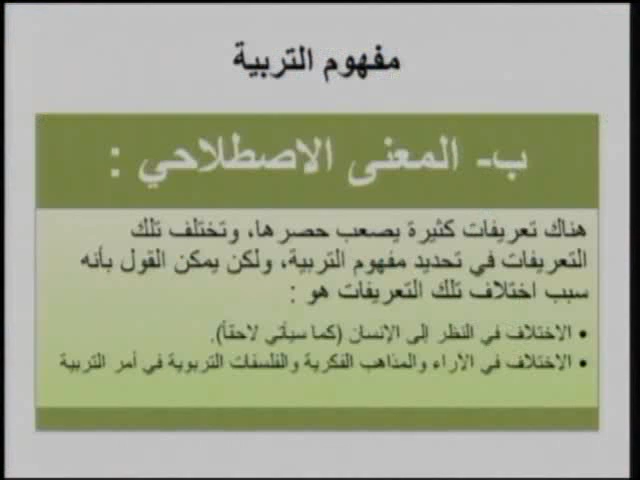 مفهوم التربية
ب- المعنى الاصطلاحي :
هناك تعريفات كثيرة يصعب حصرها، وتختلف تلك
التعريفات في تحديد مفهوم التربية، ولكن يمكن القول بأنه
سبب اختلاف تلك التعريفات هو :
• الاختلاف في النظر إلى الإنسان (كما سيأتي لاحقاً).
• الاختلاف في الاراء والمذاهب الفكرية والفلسفات التربوية في أمر التربية